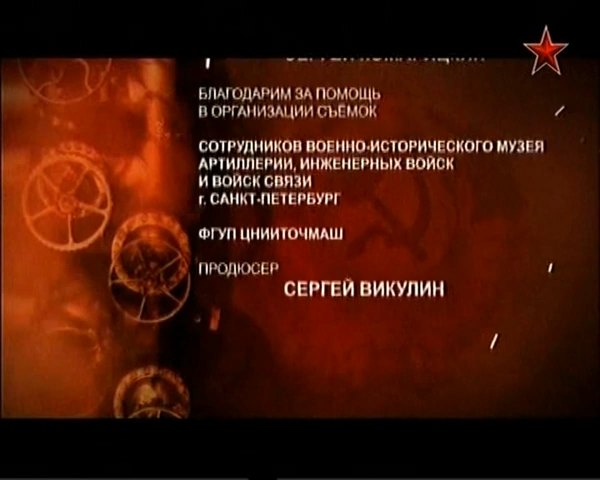 БЛАГОДАРИМ ЗА ПОМОЩЬ
В ОРГАНИЗАЦИИ СЪЁМОК
СОТРУДНИКОВ ВОЕННО-ИСТОРИЧЕСКОГО МУЗЕЯ
АРТИЛЛЕРИИ, ИНЖЕНЕРНЫХ ВОЙСК
И ВОЙСК СВЯЗИ
г. САНКТ-ПЕТЕРБУРГ
ФГУП ЦНИИТОЧМАШ
ПРОДЮСЕР
СЕРГЕЙ ВИКУЛИН